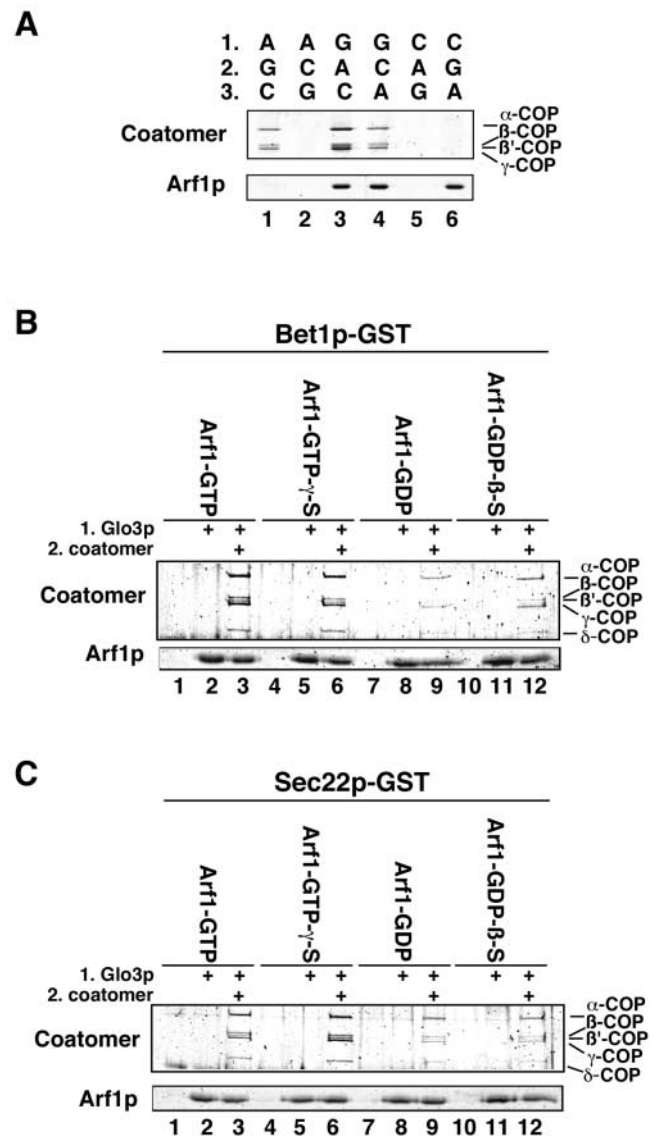 A
1. A A G G C C
2. G C A C A G
3. C G C A G A
Coatomer
α-COP
β-COP
β'-COP
γ-COP
Arf1p
1 2 3 4 5 6
B
Bet1p-GST
Arf1-GTP
Arf1-GTP-γ-S
Arf1-GDP
Arf1-GDP-β-S
1. Glo3p + + + + + + + +
2. coatomer + + + +
Coatomer
α-COP
β-COP
β'-COP
γ-COP
δ-COP
Arf1p
1 2 3 4 5 6 7 8 9 10 11 12
C
Sec22p-GST
Arf1-GTP
Arf1-GTP-γ-S
Arf1-GDP
Arf1-GDP-β-S
1. Glo3p + + + + + + + +
2. coatomer + + + +
Coatomer
α-COP
β-COP
β'-COP
γ-COP
δ-COP
Arf1p
1 2 3 4 5 6 7 8 9 10 11 12